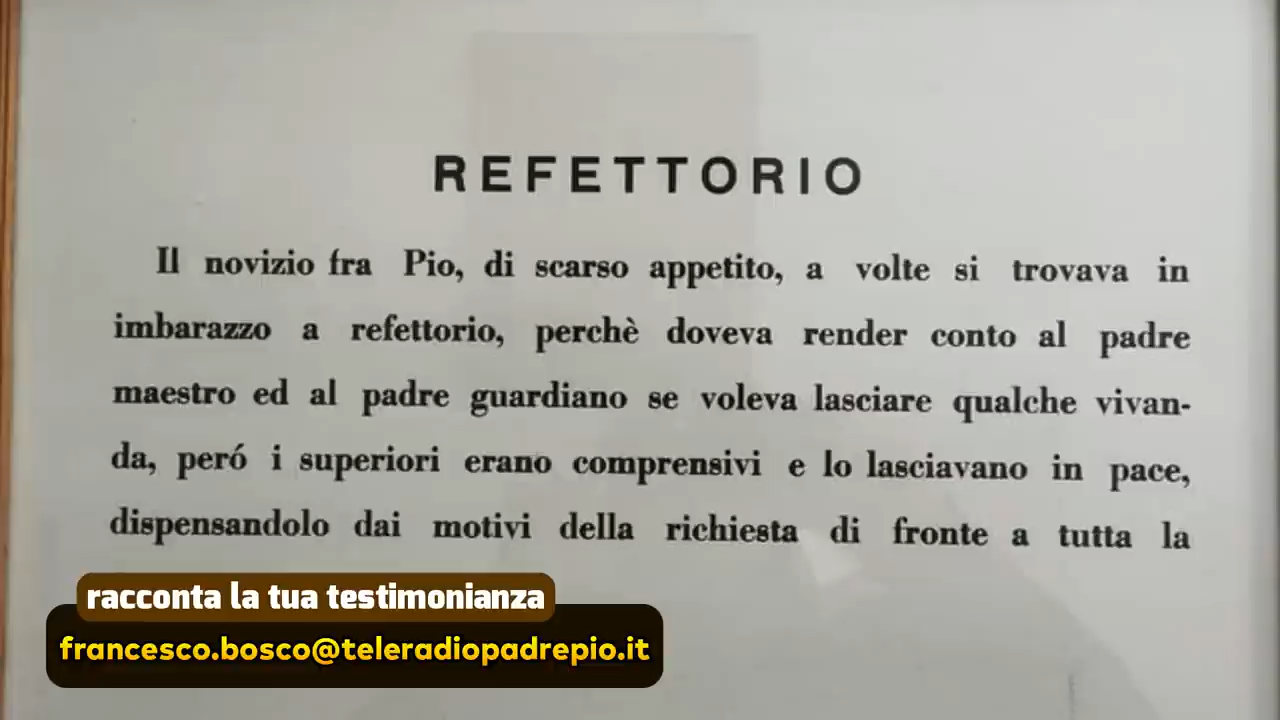 REFETTORIO
Il novizio fra Pio, di scarso appetito, a volte si trovava in
imbarazzo a refettorio, perchè doveva render conto al padre
maestro ed al padre guardiano se voleva lasciare qualche vivan-
da, peró i superiori erano comprensivi e lo lasciavano in pace,
dispensandolo dai motivi della richiesta di fronte a tutta la
racconta la tua testimonianza
francesco.bosco@teleradiopadrepio.it